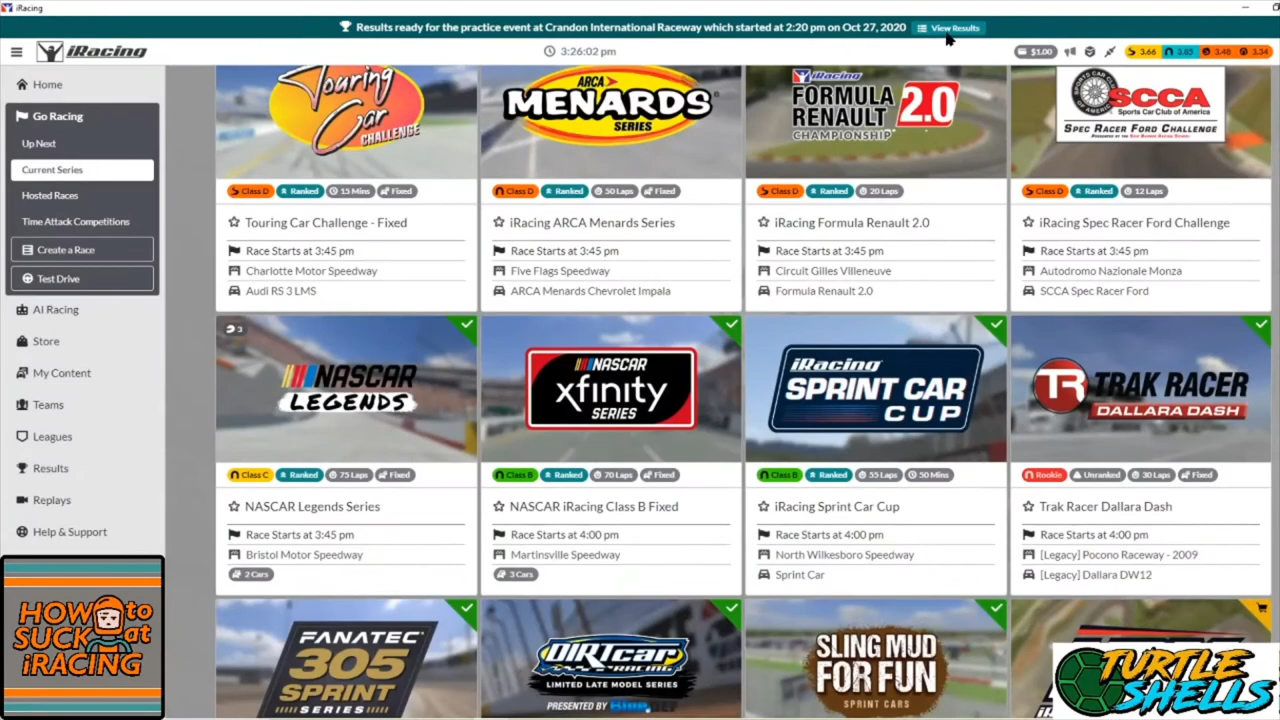 iRacing
Results ready for the practice event at Crandon International Raceway which started at 2:20 pm on Oct 27, 2020
View Results
iRacing
3:26:02 pm
$1.00
3.66
3.85
3.48
3.34
Home
Go Racing
Up Next
Current Series
Hosted Races
Time Attack Competitions
Create a Race
Test Drive
AI Racing
Store
My Content
Teams
Leagues
Results
Replays
Help & Support
HOW to
SUCK at
iRACING
Touring
Car
CHALLENGE
Class D
Ranked
15 Mins
Fixed
Touring Car Challenge - Fixed
Race Starts at 3:45 pm
Charlotte Motor Speedway
Audi RS 3 LMS
ARCA
MENARDS
SERIES
Class D
Ranked
50 Laps
Fixed
iRacing ARCA Menards Series
Race Starts at 3:45 pm
Five Flags Speedway
ARCA Menards Chevrolet Impala
iRacing
FORMULA
RENAULT 2.0
CHAMPIONSHIP
Class D
Ranked
20 Laps
iRacing Formula Renault 2.0
Race Starts at 3:45 pm
Circuit Gilles Villeneuve
Formula Renault 2.0
SCCA
Sports Car Club of America
SPEC RACER FORD CHALLENGE
Class D
Ranked
12 Laps
iRacing Spec Racer Ford Challenge
Race Starts at 3:45 pm
Autodromo Nazionale Monza
SCCA Spec Racer Ford
3
NASCAR
LEGENDS
Class C
Ranked
75 Laps
Fixed
NASCAR Legends Series
Race Starts at 3:45 pm
Bristol Motor Speedway
2 Cars
NASCAR
xfinity
SERIES
Class B
Ranked
70 Laps
Fixed
NASCAR iRacing Class B Fixed
Race Starts at 4:00 pm
Martinsville Speedway
3 Cars
iRacing
SPRINT CAR
CUP
Class B
Ranked
55 Laps
50 Mins
iRacing Sprint Car Cup
Race Starts at 4:00 pm
North Wilkesboro Speedway
Sprint Car
TR TRAK RACER
DALLARA DASH
Rookie
Unranked
30 Laps
Fixed
Trak Racer Dallara Dash
Race Starts at 4:00 pm
[Legacy] Pocono Raceway - 2009
[Legacy] Dallara DW12
FANATEC
305
SPRINT
SERIES
DIRTcar
RACING
LIMITED LATE MODEL SERIES
PRESENTED BY
SLING MUD
FOR FUN
SPRINT CARS
TURTLE
SHELLS